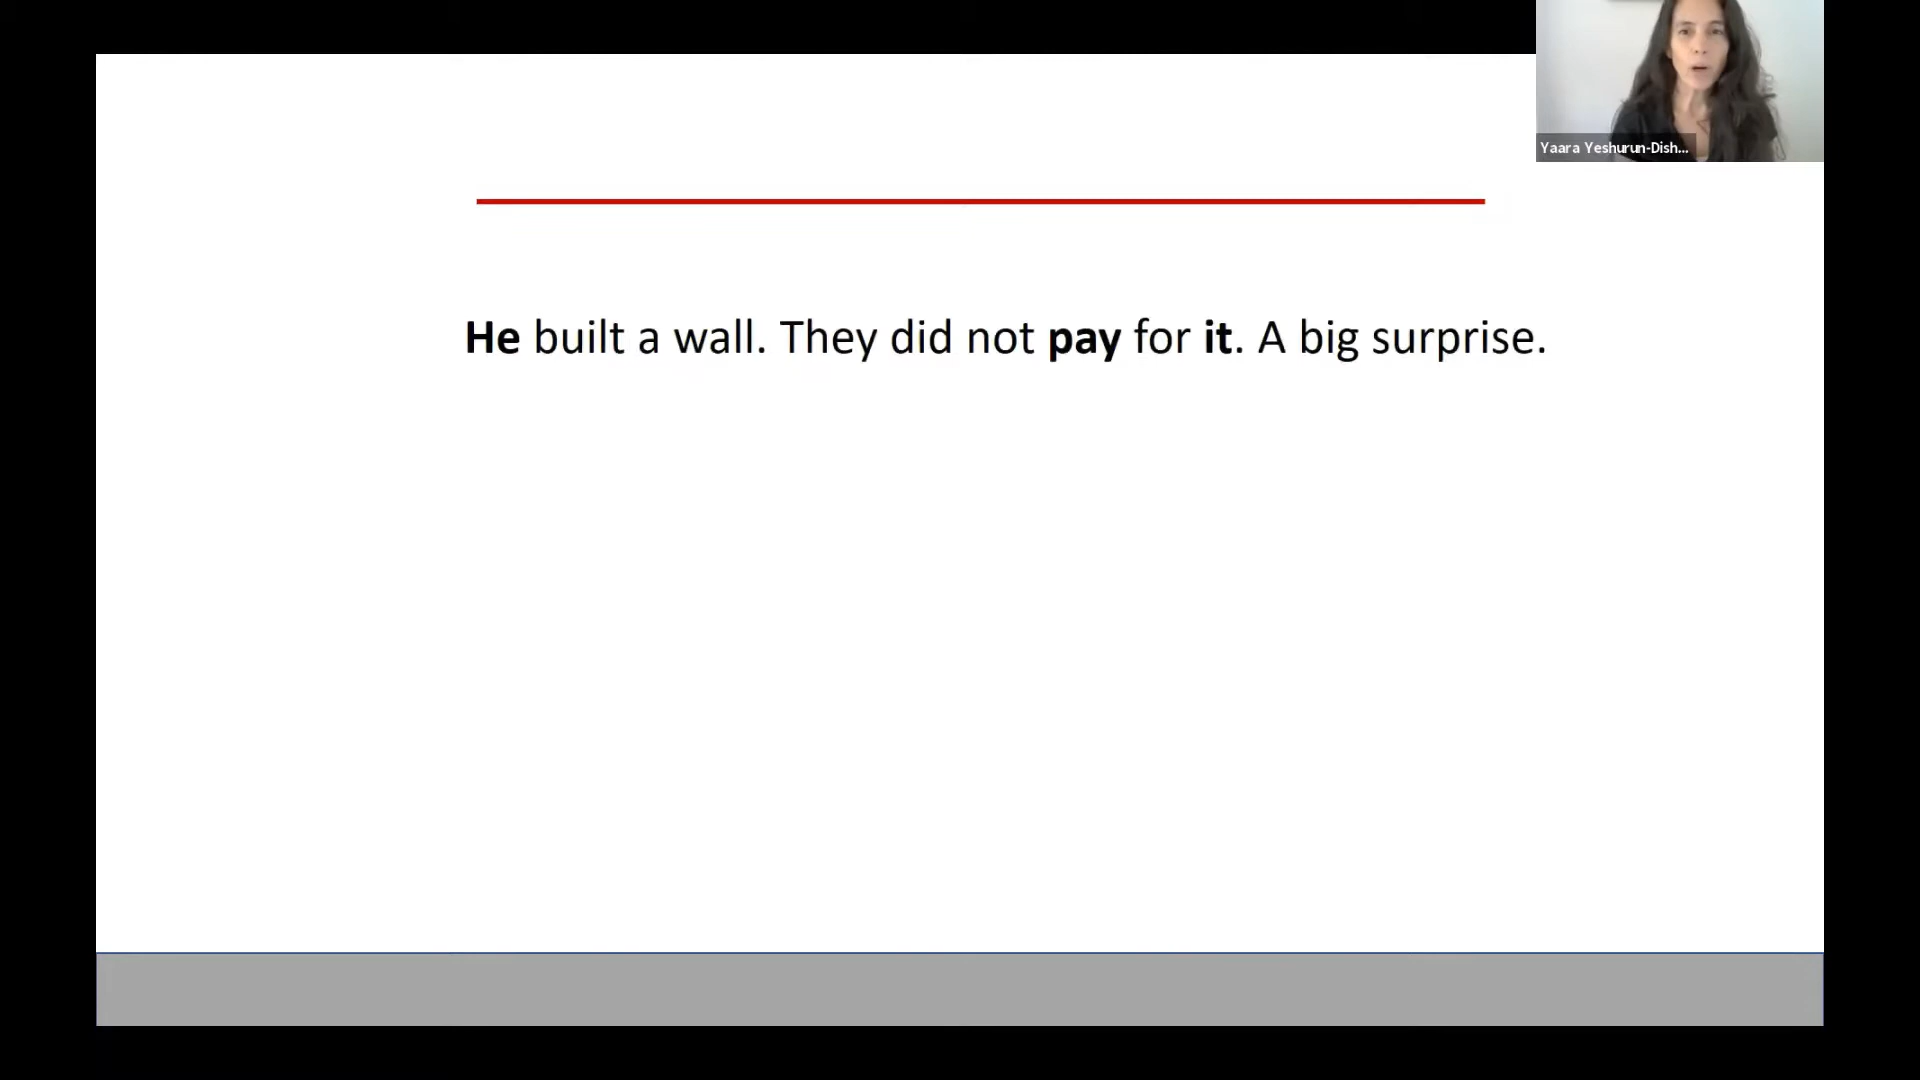 Yaara Yeshurun-Dish...
He built a wall. They did not pay for it. A big surprise.